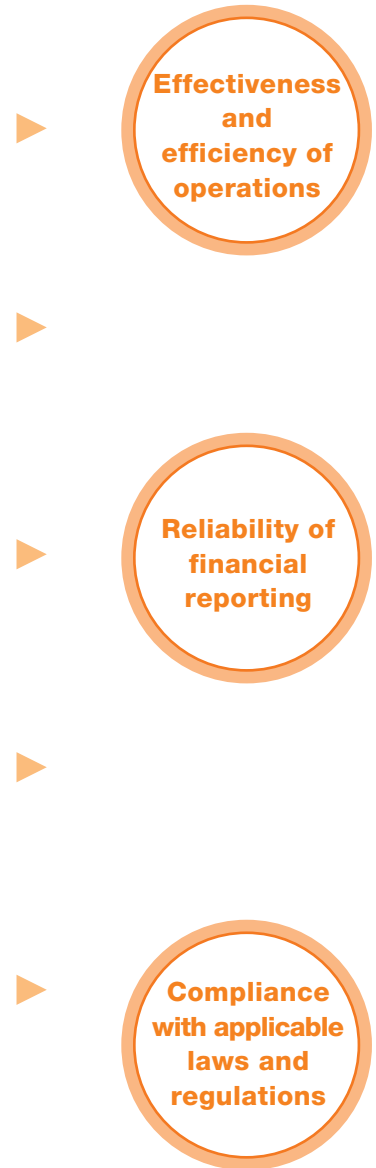 Effectiveness
and
efficiency of
operations
Reliability of
financial
reporting
Compliance
with applicable
laws and
regulations